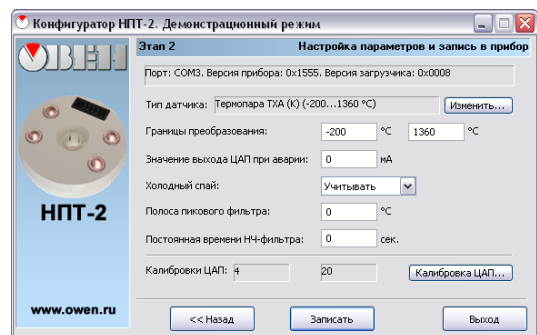 Конфигуратор НПТ-2. Демонстрационный режим
ОВЕН
Этап 2 Настройка параметров и запись в прибор
Порт: COM3. Версия прибора: 0x1555. Версия загрузчика: 0x0008
Тип датчика: Термопара ТХА (K) (-200...1360 °C) Изменить...
Границы преобразования: -200 °C 1360 °C
Значение выхода ЦАП при аварии: 0 мА
Холодный спай: Учитывать
Полоса пикового фильтра: 0 °C
Постоянная времени НЧ-фильтра: 0 сек.
Калибровки ЦАП: 4 20 Калибровка ЦАП...
НПТ-2
www.owen.ru
<< Назад Записать Выход